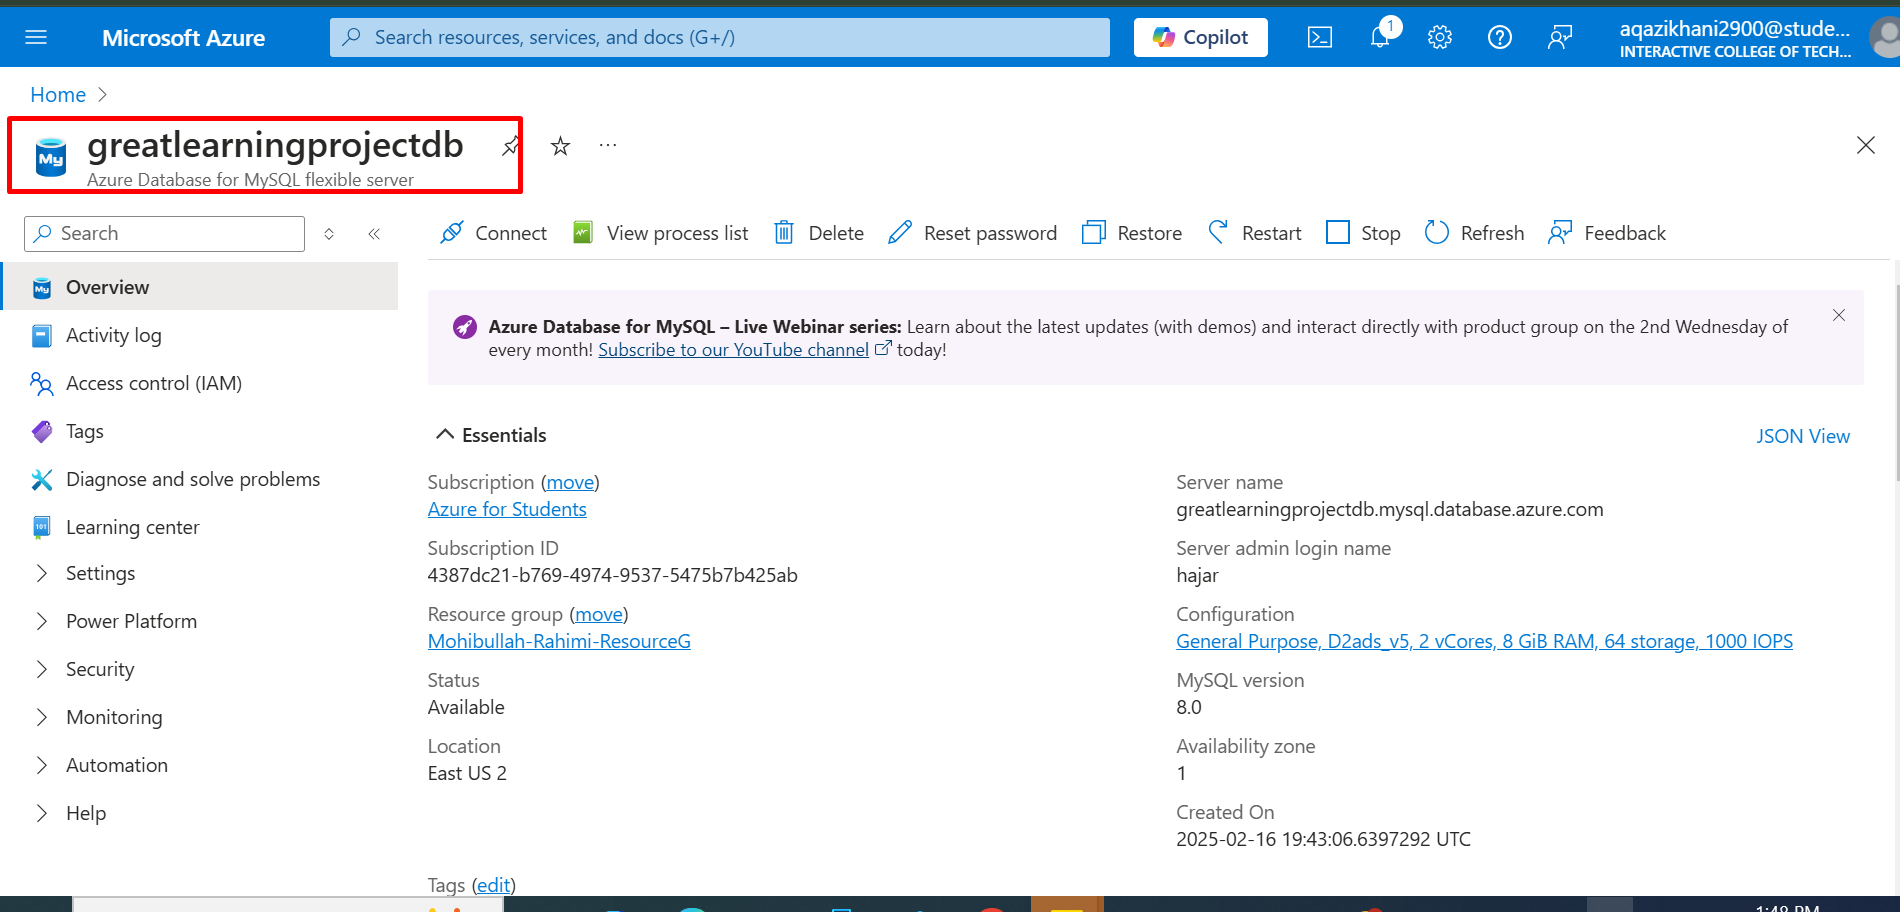 Microsoft Azure
Search resources, services, and docs (G+/)
Copilot
1
aqazikhani2900@stude...
INTERACTIVE COLLEGE OF TECH...
Home
greatlearningprojectdb
Azure Database for MySQL flexible server
Search
Connect
View process list
Delete
Reset password
Restore
Restart
Stop
Refresh
Feedback
Overview
Activity log
Access control (IAM)
Tags
Diagnose and solve problems
Learning center
Settings
Power Platform
Security
Monitoring
Automation
Help
Azure Database for MySQL – Live Webinar series: Learn about the latest updates (with demos) and interact directly with product group on the 2nd Wednesday of
every month! Subscribe to our YouTube channel today!
Essentials
JSON View
Subscription (move)
Azure for Students
Subscription ID
4387dc21-b769-4974-9537-5475b7b425ab
Resource group (move)
Mohibullah-Rahimi-ResourceG
Status
Available
Location
East US 2
Server name
greatlearningprojectdb.mysql.database.azure.com
Server admin login name
hajar
Configuration
General Purpose, D2ads_v5, 2 vCores, 8 GiB RAM, 64 storage, 1000 IOPS
MySQL version
8.0
Availability zone
1
Created On
2025-02-16 19:43:06.6397292 UTC
Tags (edit)
1:48 PM